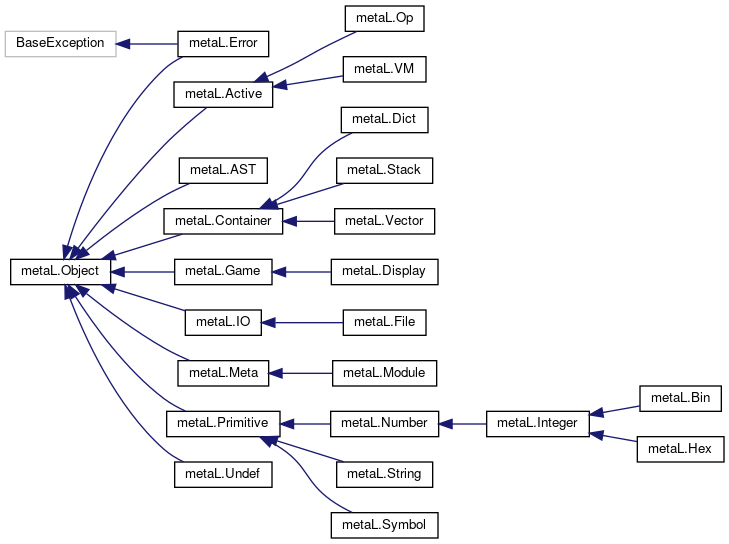 metaL.Op
BaseException
metaL.Error
metaL.VM
metaL.Active
metaL.Dict
metaL.AST
metaL.Stack
metaL.Container
metaL.Vector
metaL.Object
metaL.Game
metaL.Display
metaL.IO
metaL.File
metaL.Meta
metaL.Module
metaL.Bin
metaL.Primitive
metaL.Number
metaL.Integer
metaL.Hex
metaL.Undef
metaL.String
metaL.Symbol